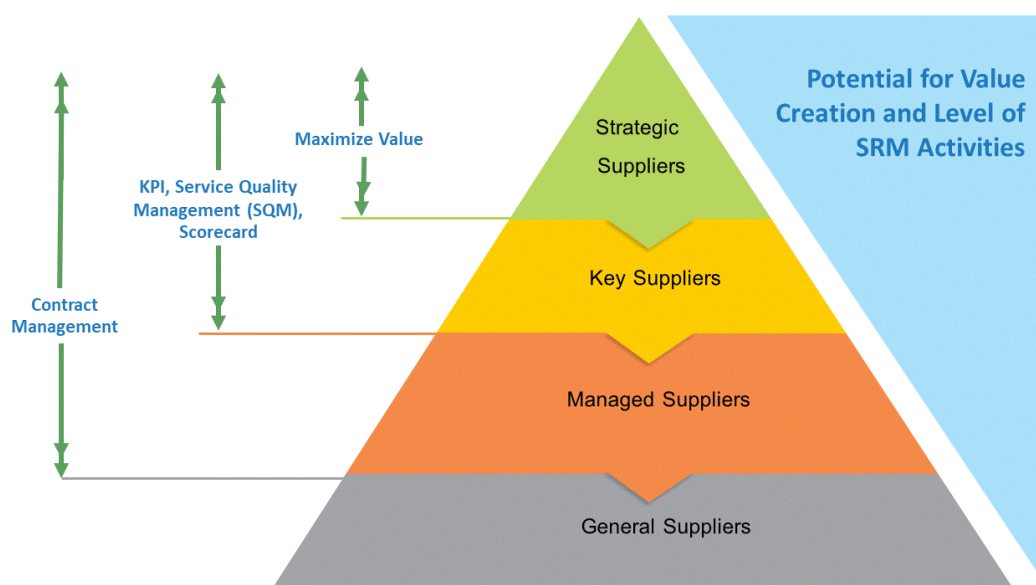 Potential for Value
Creation and Level of
SRM Activities
Strategic
Suppliers
Maximize Value
KPI, Service Quality
Management (SQM),
Scorecard
Key Suppliers
Contract
Management
Managed Suppliers
General Suppliers